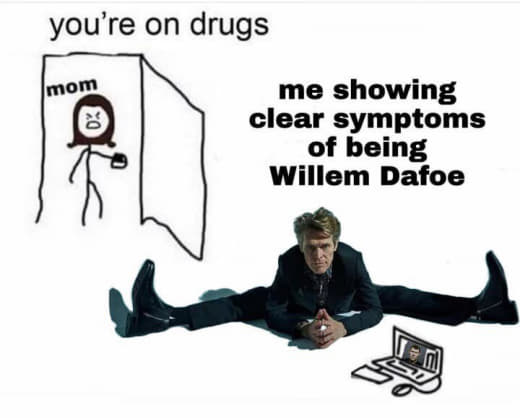 you're on drugs
mom
me showing
clear symptoms
of being
Willem Dafoe